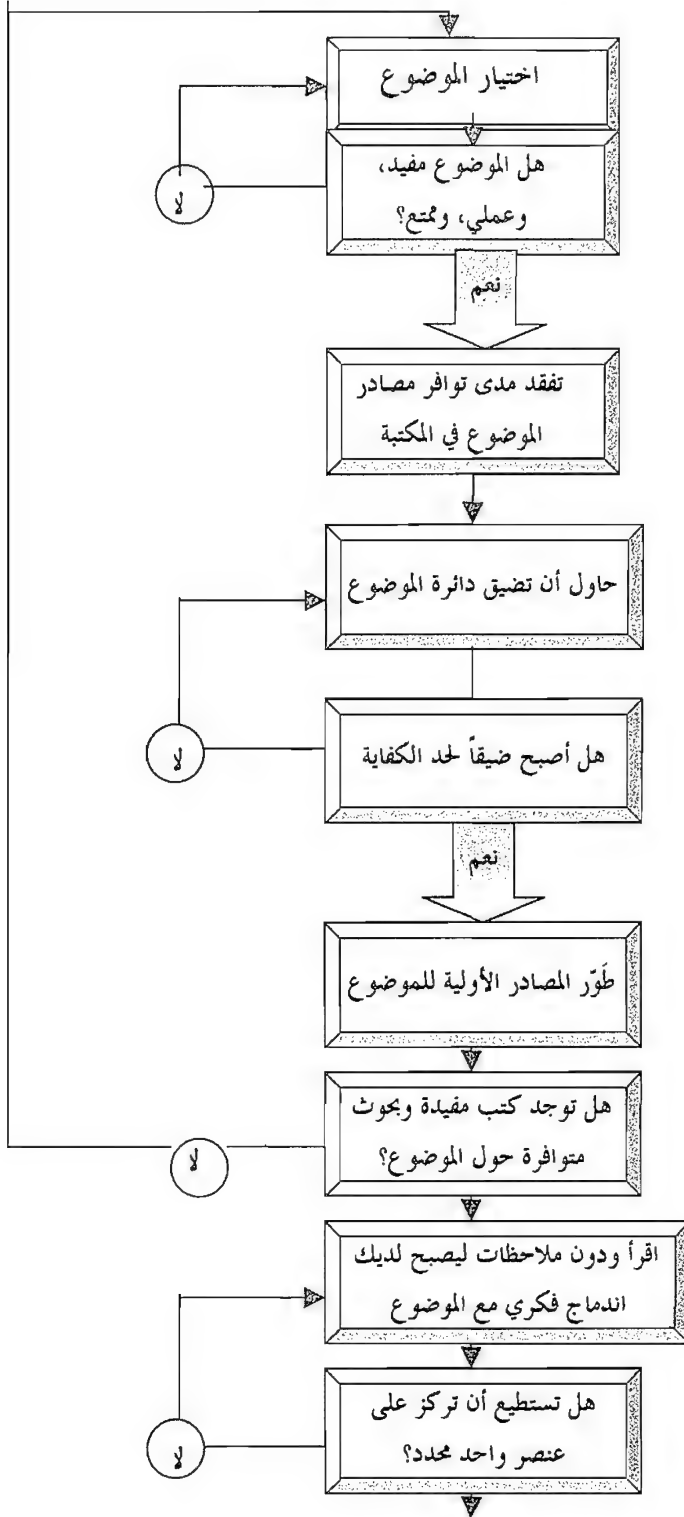 اختيار الموضوع
هل الموضوع مفيد،
وعملي، وممتع؟
لا
نعم
تفقد مدى توافر مصادر
الموضوع في المكتبة
حاول أن تضيق دائرة الموضوع
هل أصبح ضيقاً لحد الكفاية
لا
نعم
طَوّر المصادر الأولية للموضوع
هل توجد كتب مفيدة وبحوث
متوافرة حول الموضوع؟
لا
اقرأ ودون ملاحظات ليصبح لديك
اندماج فكري مع الموضوع
هل تستطيع أن تركز على
عنصر واحد محدد؟
لا